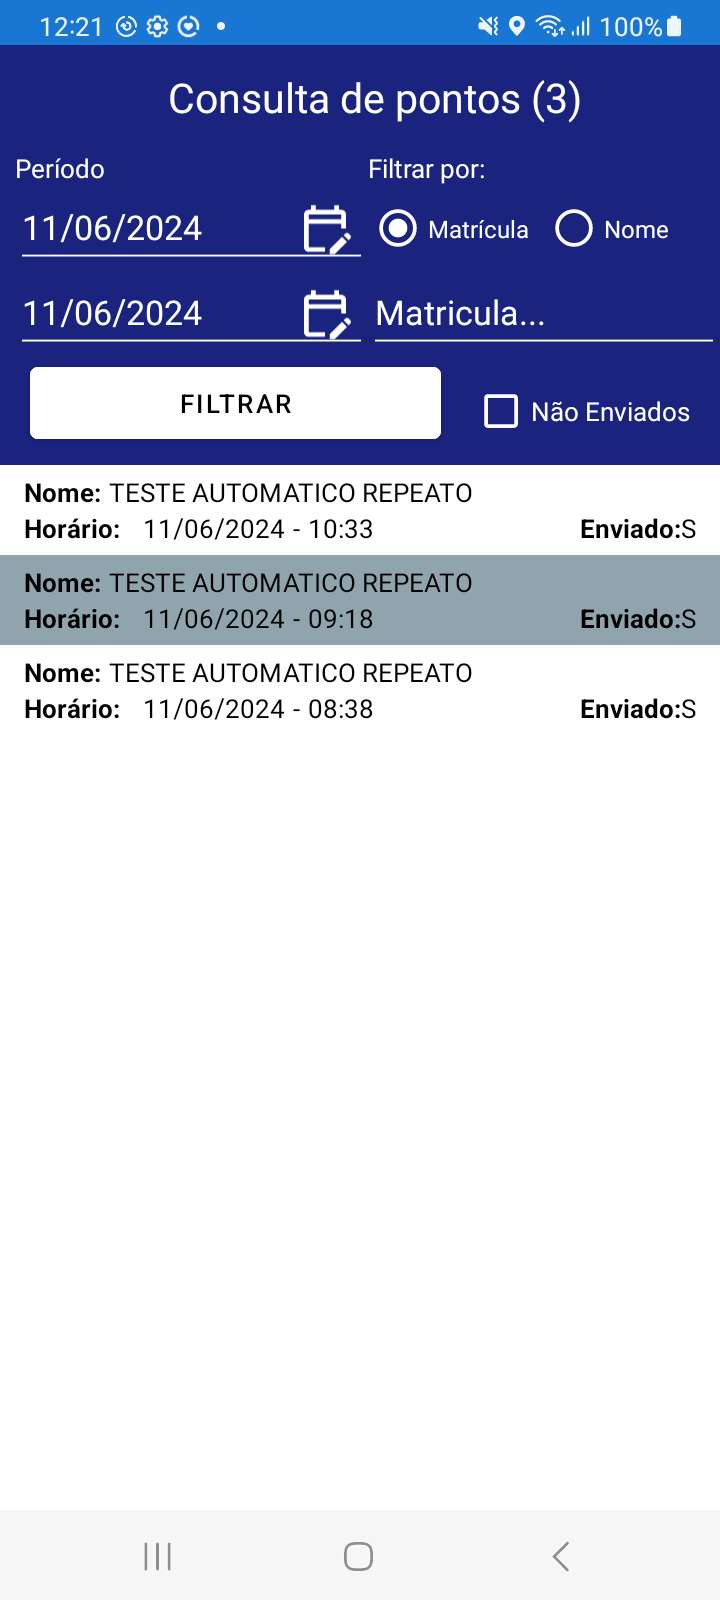 12:21 100%
Consulta de pontos (3)
Período Filtrar por:
11/06/2024 Matrícula Nome
11/06/2024 Matricula...
FILTRAR Não Enviados
Nome: TESTE AUTOMATICO REPEATO
Horário: 11/06/2024 - 10:33 Enviado:S
Nome: TESTE AUTOMATICO REPEATO
Horário: 11/06/2024 - 09:18 Enviado:S
Nome: TESTE AUTOMATICO REPEATO
Horário: 11/06/2024 - 08:38 Enviado:S